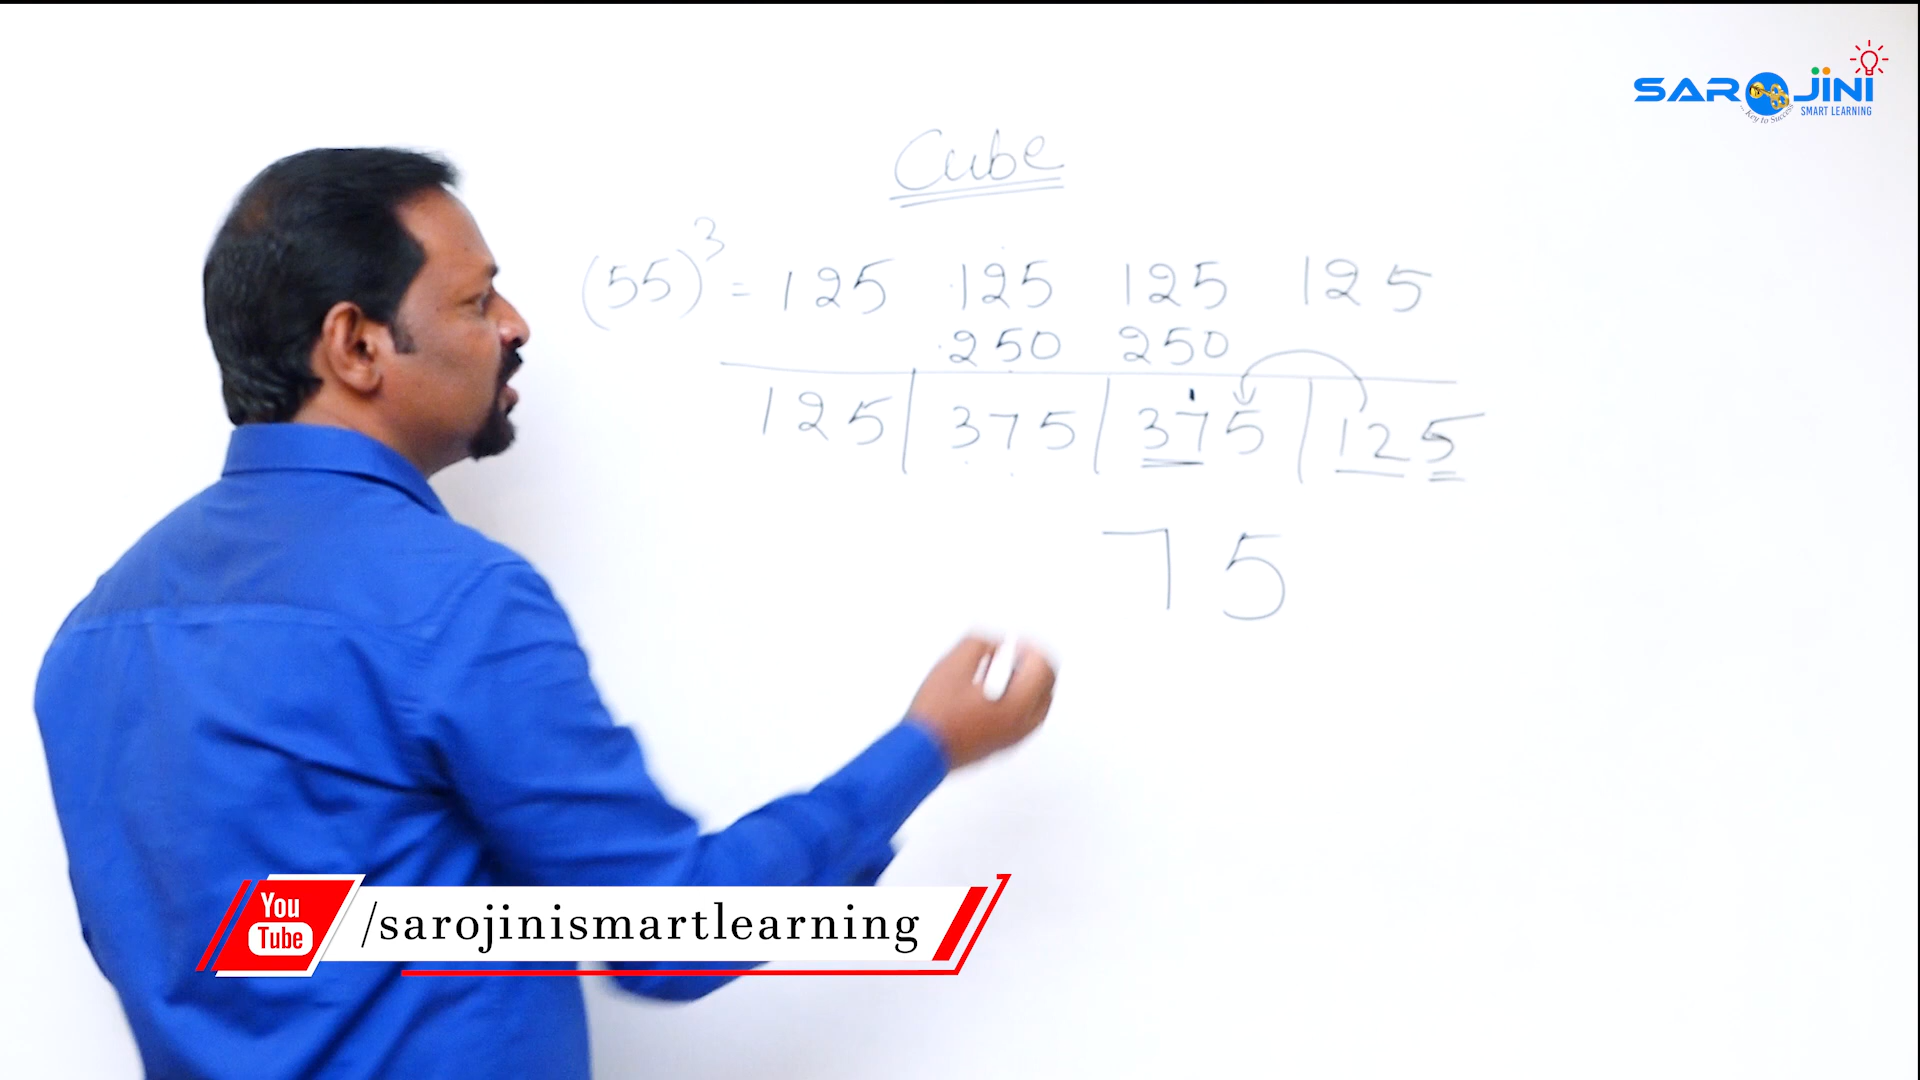 SAROJINI
SMART LEARNING
... Key to Success
Cube
(55)³ = 125 125 125 125
250 250
125 | 375 | 375 | 125
75
You
Tube
/sarojinismartlearning